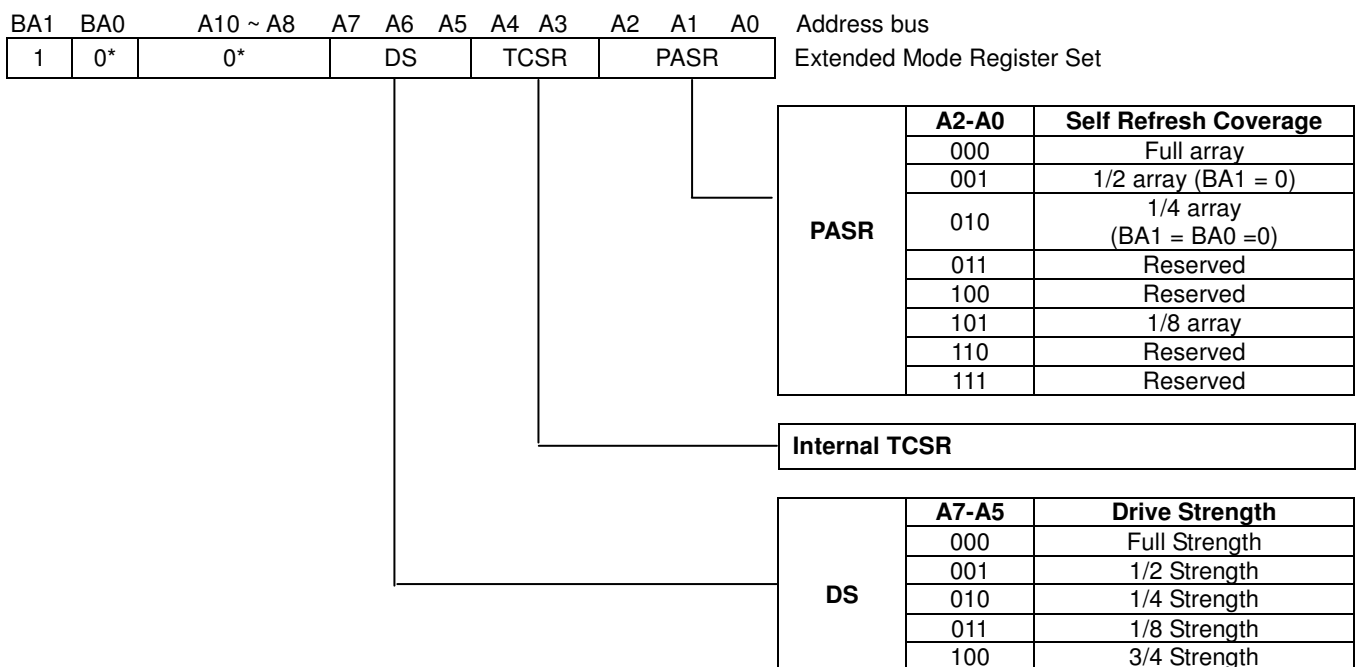 BA1 BA0 A10 ~ A8 A7 A6 A5 A4 A3 A2 A1 A0 Address bus
1 0* 0* DS TCSR PASR Extended Mode Register Set
PASR
A2-A0 Self Refresh Coverage
000 Full array
001 1/2 array (BA1 = 0)
010 1/4 array
(BA1 = BA0 =0)
011 Reserved
100 Reserved
101 1/8 array
110 Reserved
111 Reserved
Internal TCSR
DS
A7-A5 Drive Strength
000 Full Strength
001 1/2 Strength
010 1/4 Strength
011 1/8 Strength
100 3/4 Strength